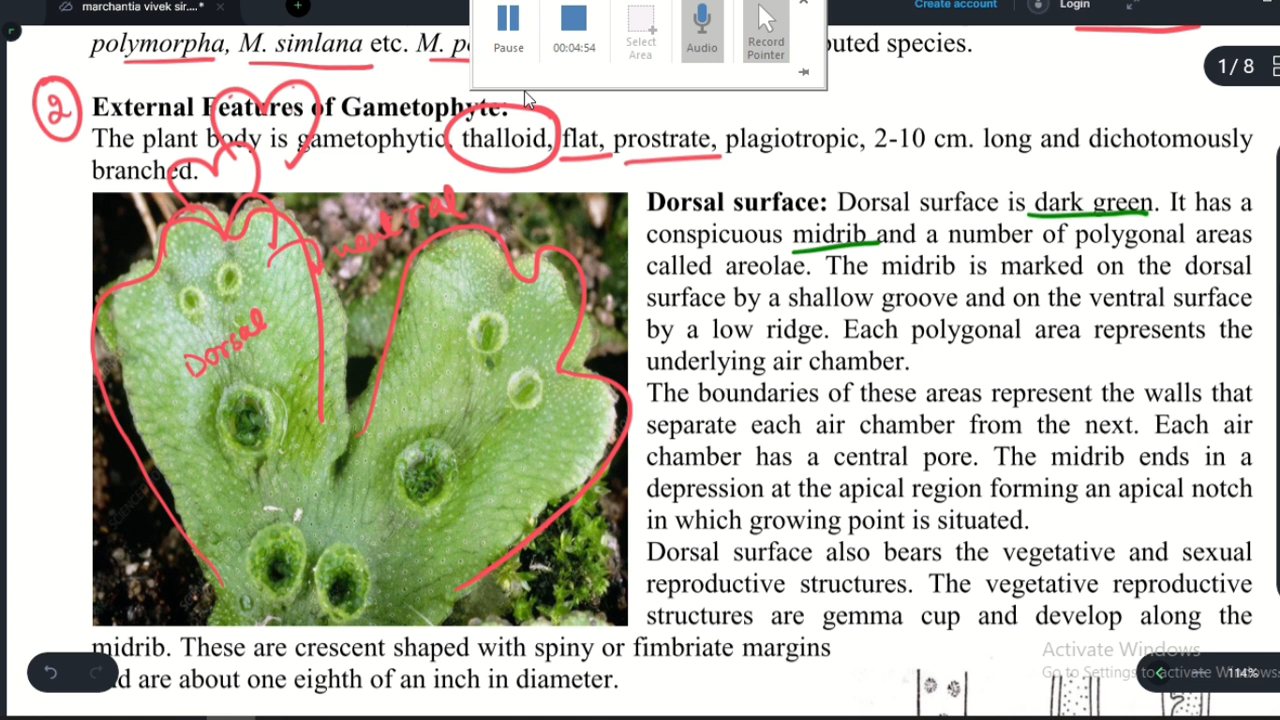 marchantia vivek sir....*
Create account
Login
polymorpha, M. simlana etc. M. p
uted species.
Pause
00:04:54
Select Area
Audio
Record Pointer
1 / 8
2
External Features of Gametophyte:
The plant body is gametophytic, thalloid, flat, prostrate, plagiotropic, 2-10 cm. long and dichotomously
branched.
ventral
Dorsal
Dorsal surface: Dorsal surface is dark green. It has a
conspicuous midrib and a number of polygonal areas
called areolae. The midrib is marked on the dorsal
surface by a shallow groove and on the ventral surface
by a low ridge. Each polygonal area represents the
underlying air chamber.
The boundaries of these areas represent the walls that
separate each air chamber from the next. Each air
chamber has a central pore. The midrib ends in a
depression at the apical region forming an apical notch
in which growing point is situated.
Dorsal surface also bears the vegetative and sexual
reproductive structures. The vegetative reproductive
structures are gemma cup and develop along the
midrib. These are crescent shaped with spiny or fimbriate margins
and are about one eighth of an inch in diameter.
Activate Windows
Go to Settings to activate Windows.
114%